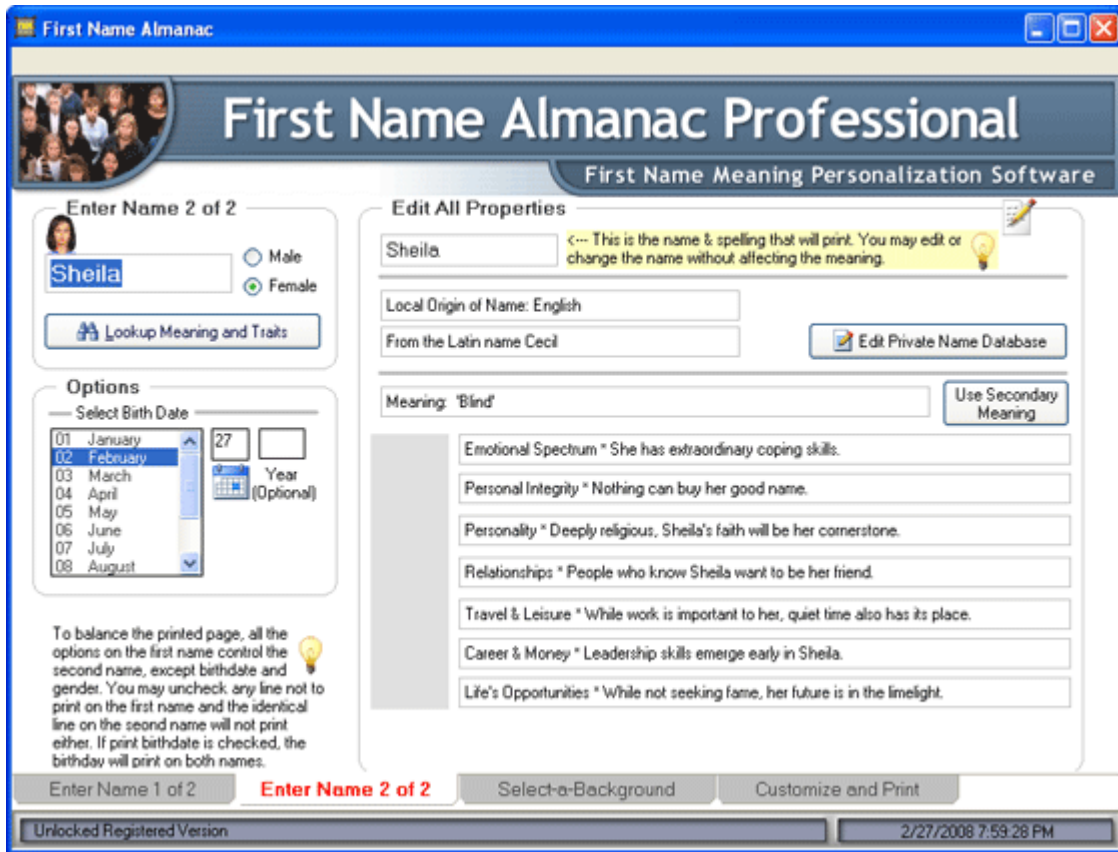 First Name Almanac
First Name Almanac Professional
First Name Meaning Personalization Software
Enter Name 2 of 2
Sheila
Male
Female
Lookup Meaning and Traits
Options
Select Birth Date
01 January
02 February
03 March
04 April
05 May
06 June
07 July
08 August
27
Year
(Optional)
To balance the printed page, all the
options on the first name control the
second name, except birthdate and
gender. You may uncheck any line not to
print on the first name and the identical
line on the seond name will not print
either. If print birthdate is checked, the
birthday will print on both names.
Edit All Properties
Sheila
<--- This is the name & spelling that will print. You may edit or
change the name without affecting the meaning.
Local Origin of Name: English
From the Latin name Cecil
Edit Private Name Database
Meaning: 'Blind'
Use Secondary
Meaning
Emotional Spectrum * She has extraordinary coping skills.
Personal Integrity * Nothing can buy her good name.
Personality * Deeply religious, Sheila's faith will be her cornerstone.
Relationships * People who know Sheila want to be her friend.
Travel & Leisure * While work is important to her, quiet time also has its place.
Career & Money * Leadership skills emerge early in Sheila.
Life's Opportunities * While not seeking fame, her future is in the limelight.
Enter Name 1 of 2
Enter Name 2 of 2
Select-a-Background
Customize and Print
Unlocked Registered Version
2/27/2008 7:59:28 PM